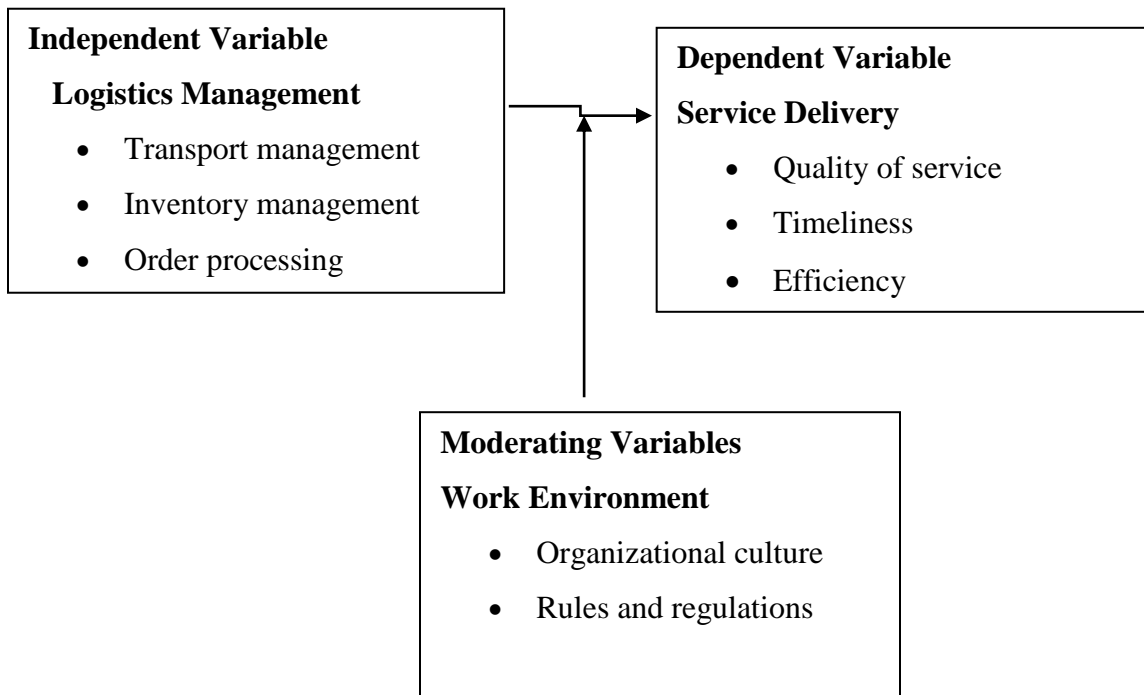 Independent Variable
Logistics Management
• Transport management
• Inventory management
• Order processing
Dependent Variable
Service Delivery
• Quality of service
• Timeliness
• Efficiency
Moderating Variables
Work Environment
• Organizational culture
• Rules and regulations